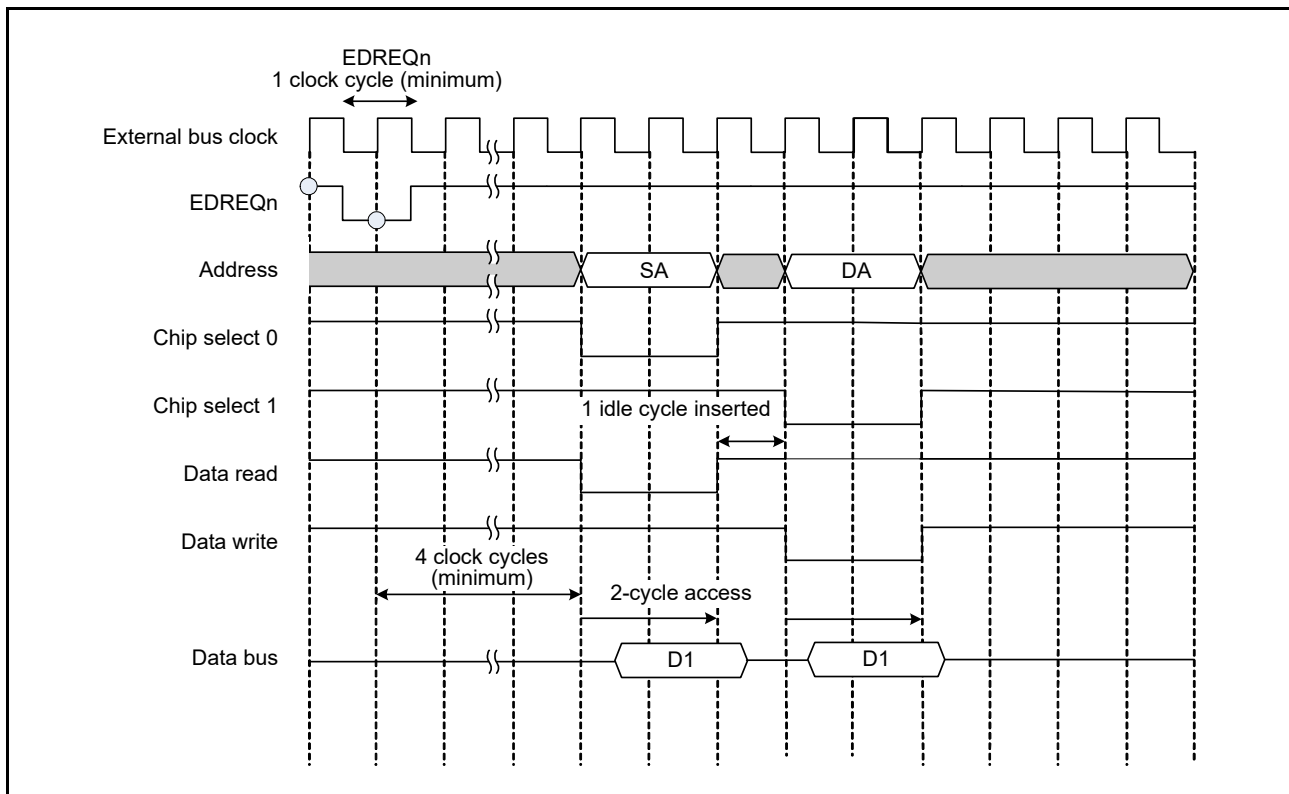 EDREQn
1 clock cycle (minimum)
External bus clock
EDREQn
Address
SA
DA
Chip select 0
Chip select 1
1 idle cycle inserted
Data read
Data write
4 clock cycles
(minimum)
2-cycle access
Data bus
D1
D1